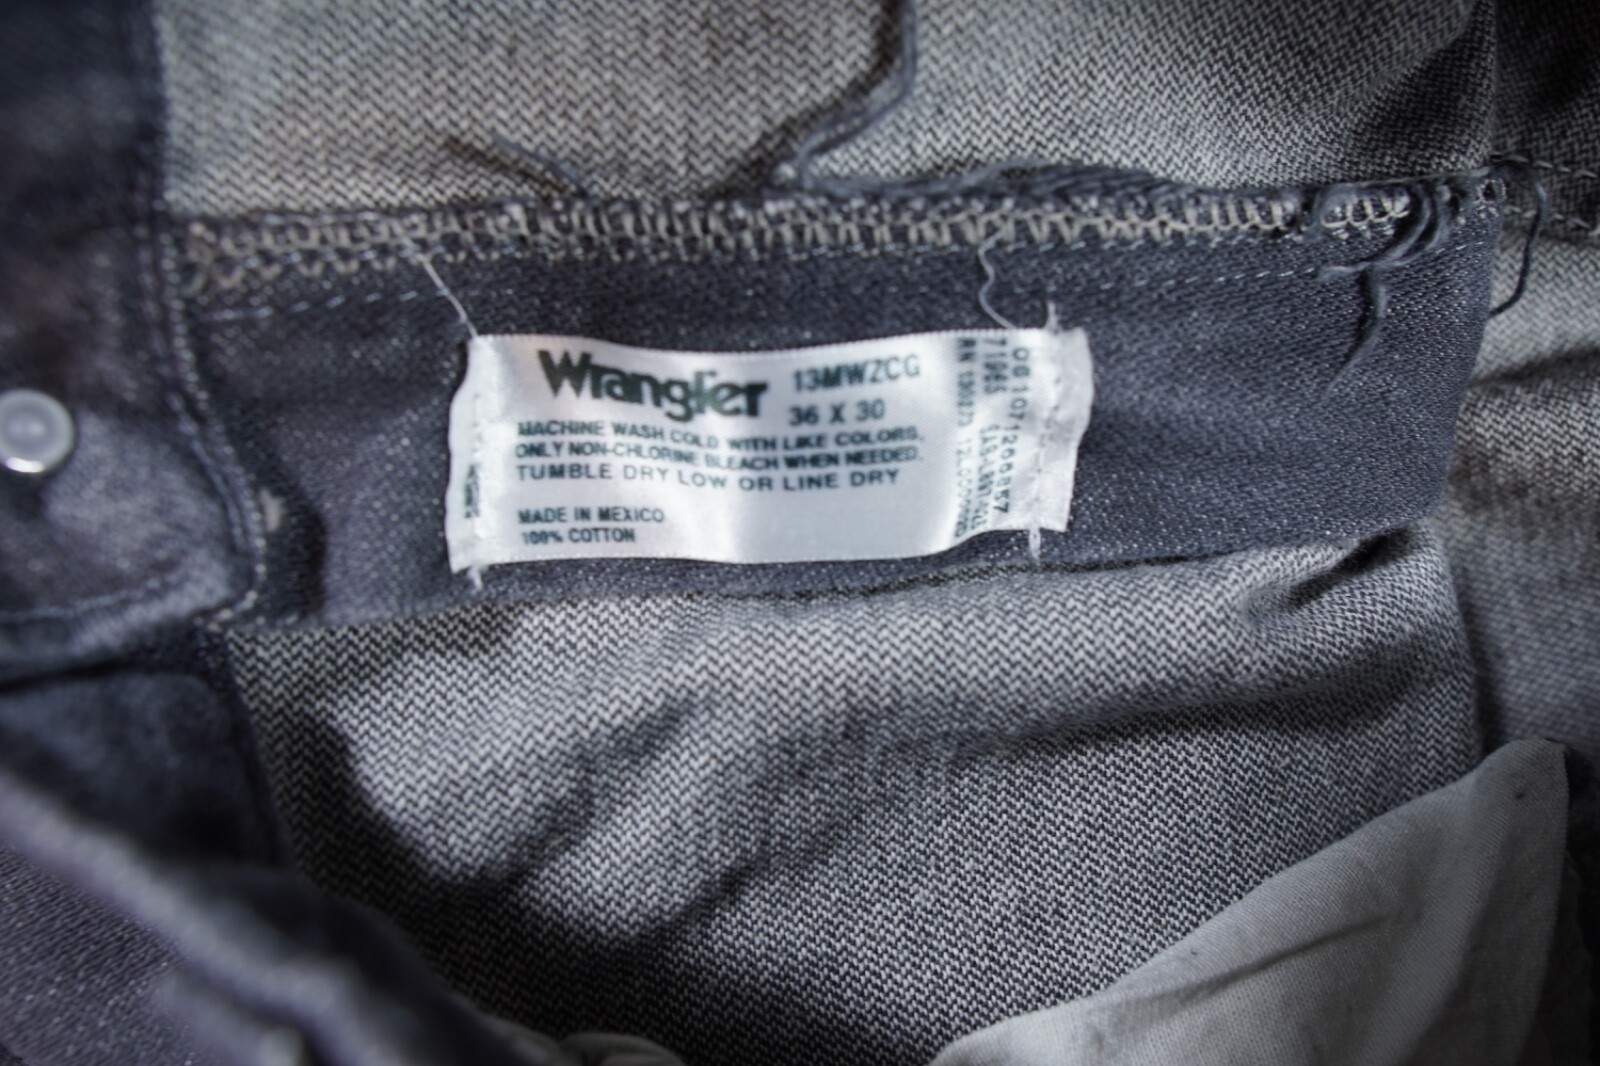 Wrangler 13MWZCG
36 X 30
MACHINE WASH COLD WITH LIKE COLORS.
ONLY NON-CHLORINE BLEACH WHEN NEEDED.
TUMBLE DRY LOW OR LINE DRY
MADE IN MEXICO
100% COTTON